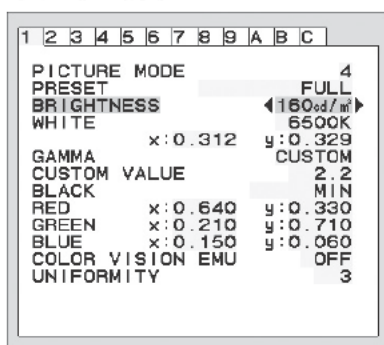 1 2 3 4 5 6 7 8 9 A B C
PICTURE MODE 4
PRESET FULL
BRIGHTNESS ◀160cd/㎡▶
WHITE 6500K
x:0.312 y:0.329
GAMMA CUSTOM
CUSTOM VALUE 2.2
BLACK MIN
RED x:0.640 y:0.330
GREEN x:0.210 y:0.710
BLUE x:0.150 y:0.060
COLOR VISION EMU OFF
UNIFORMITY 3